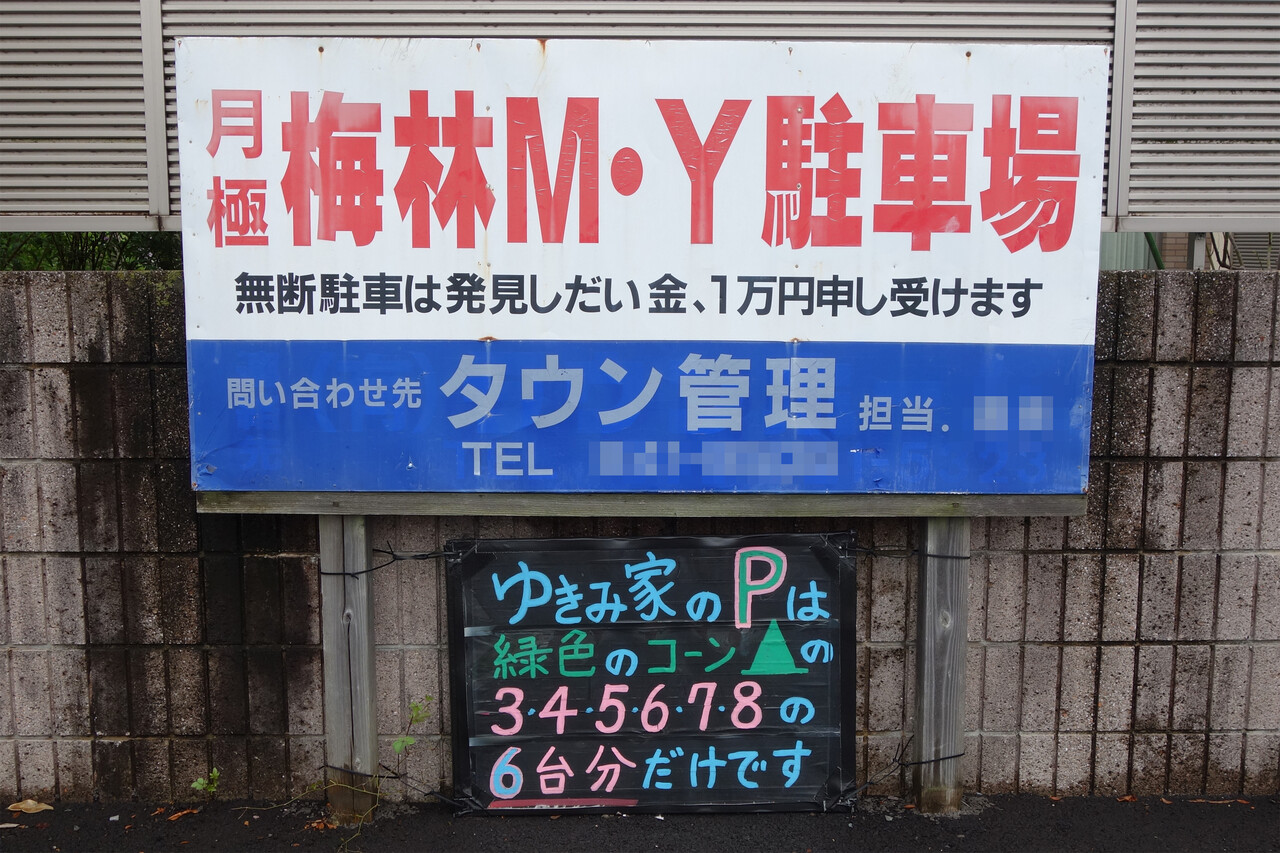 月極 梅林M・Y駐車場
無断駐車は発見しだい金、1万円申し受けます
問い合わせ先 タウン管理 担当.
TEL
ゆきみ家のPは
緑色のコーンの
3・4・5・6・7・8の
6台分だけです